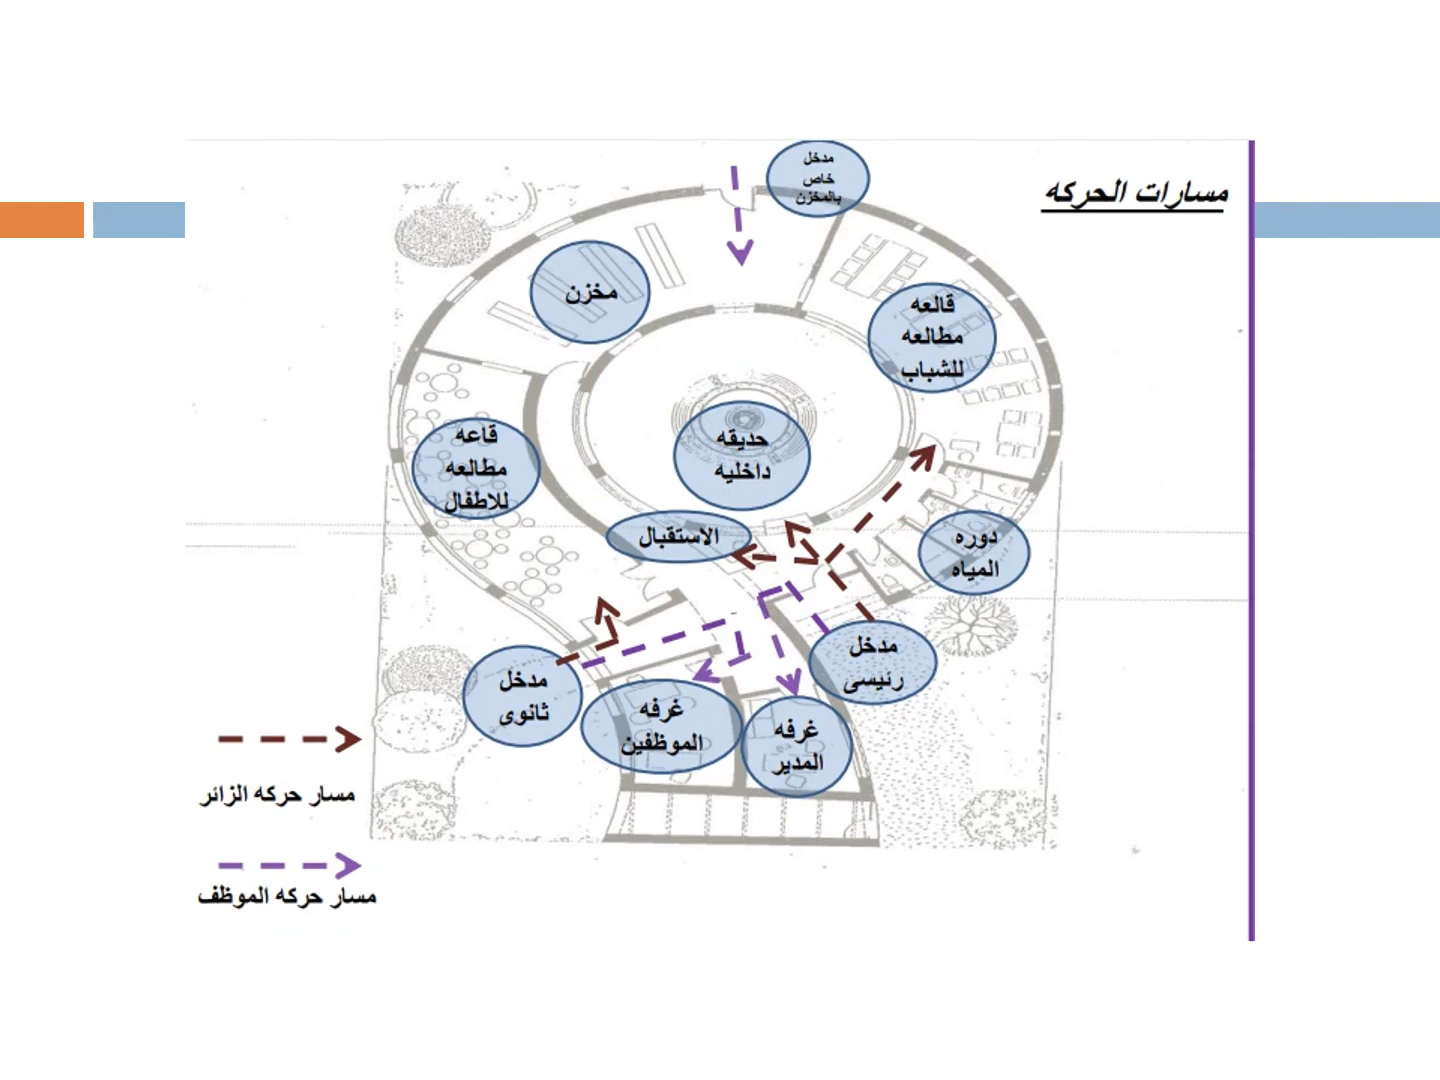 مسارات الحركه
مدخل
خاص
بالمخزن
مخزن
قالعه
مطالعه
للشباب
قاعه
مطالعه
للاطفال
حديقه
داخليه
الاستقبال
دوره
المياه
مدخل
رئيسى
مدخل
ثانوى
غرفه
الموظفين
غرفه
المدير
مسار حركه الزائر
مسار حركه الموظف